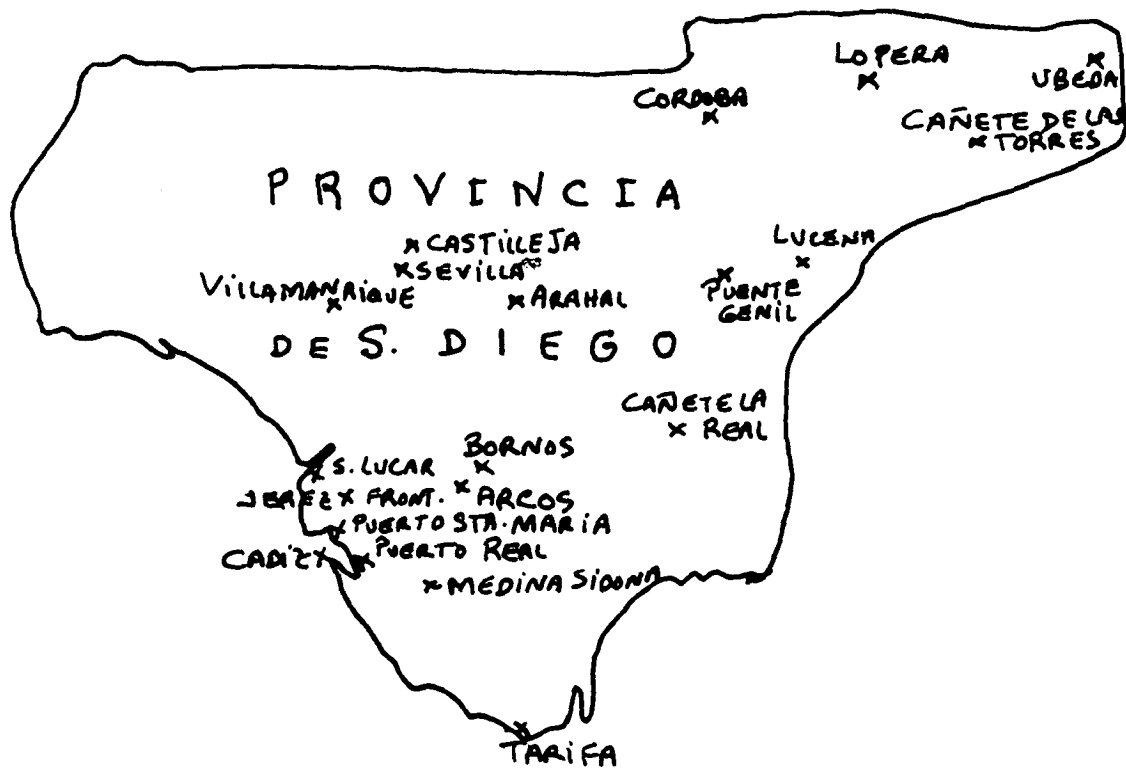 LOPERA
UBEDA
CORDOBA
CAÑETE DE LAS
TORRES
PROVINCIA
LUCENA
CASTILLEJA
SEVILLA
VILLAMANRIQUE
ARAHAL
PUENTE
GENIL
DE S. DIEGO
CAÑETE LA
REAL
BORNOS
S. LUCAR
JEREZ FRONT.
ARCOS
PUERTO STA. MARIA
CADIZ
PUERTO REAL
MEDINA SIDONA
TARIFA